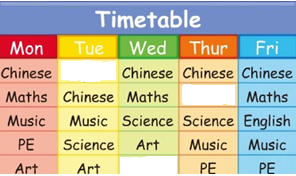 Timetable
Mon Tue Wed Thur Fri
Chinese Chinese Chinese Chinese
Maths Chinese Maths Maths
Music Music Science Science English
PE Science Art Music Music
Art Art PE PE